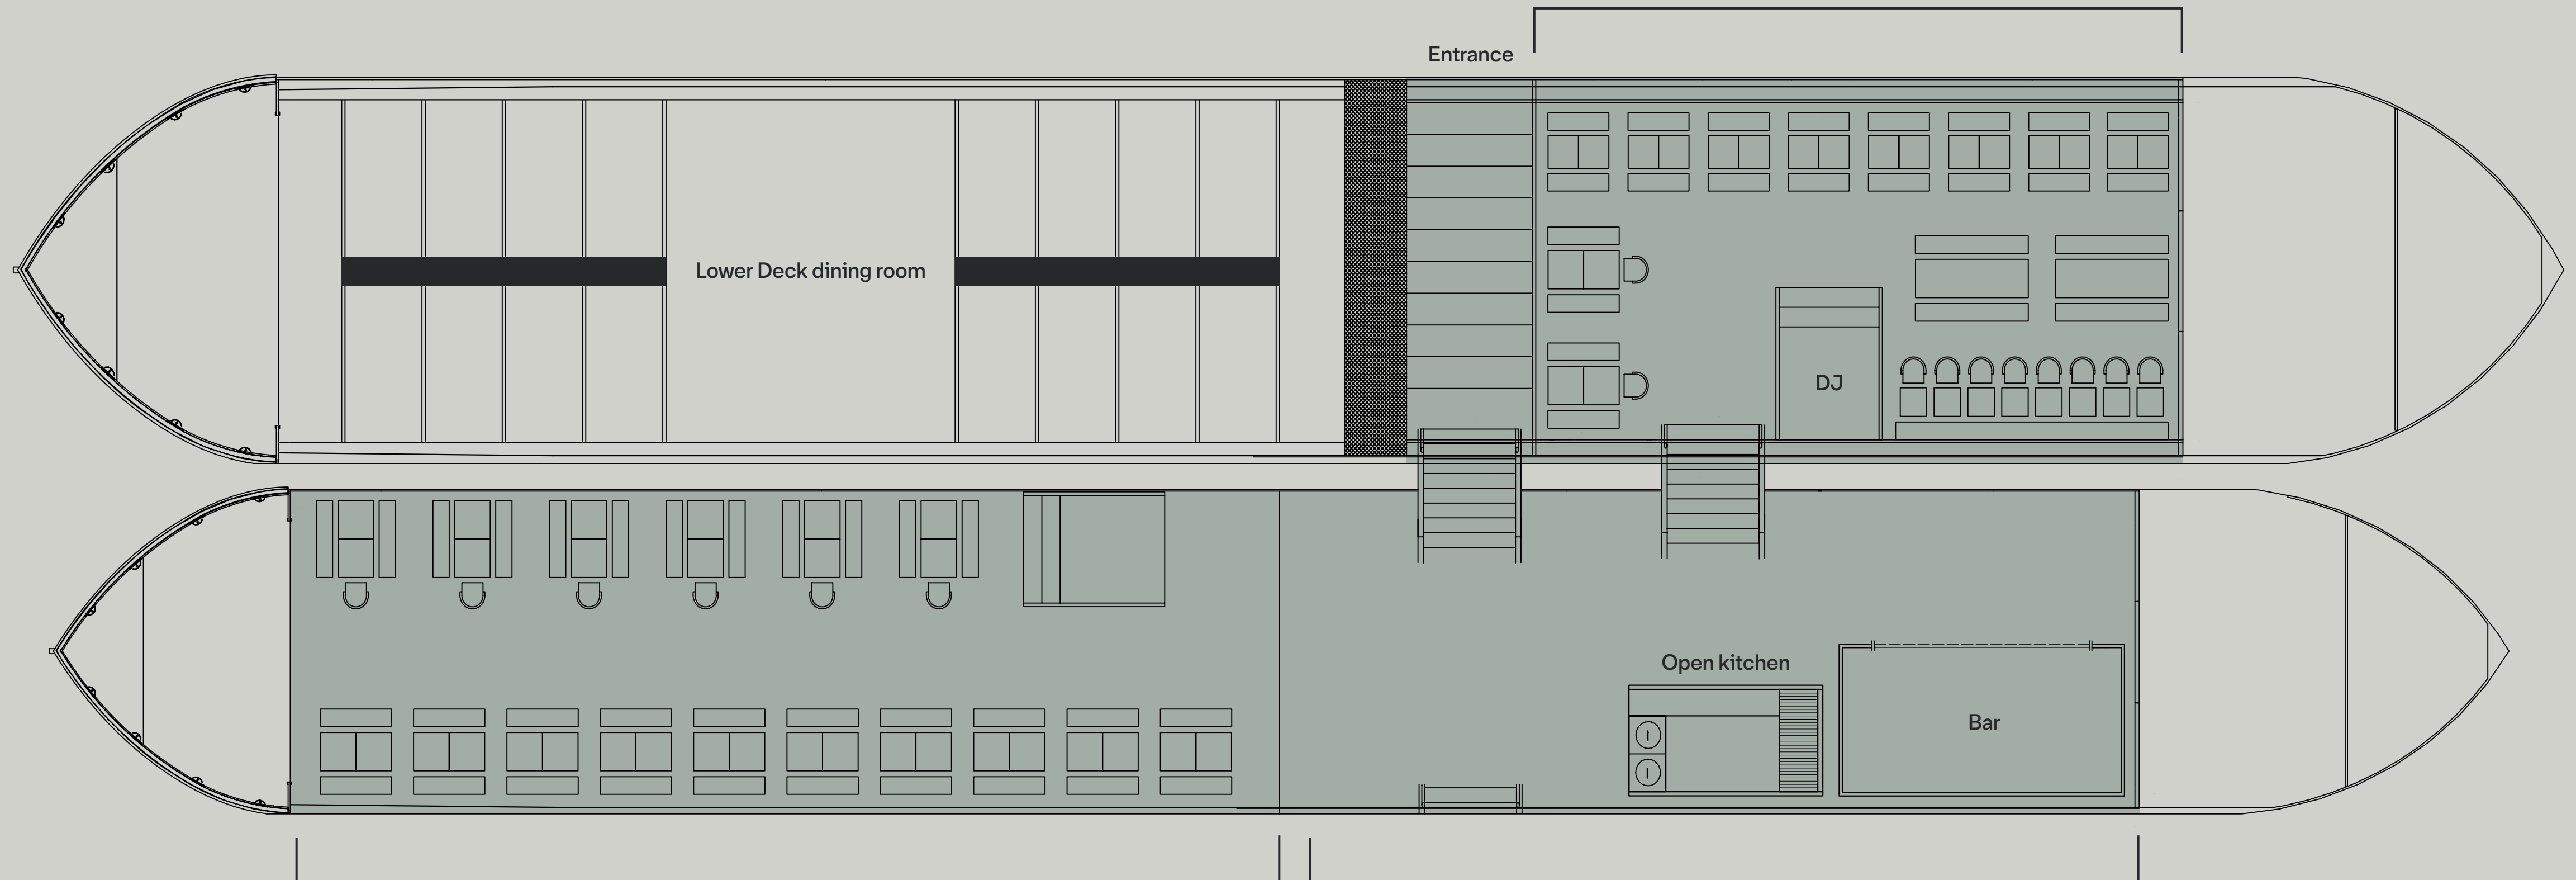 Entrance
Lower Deck dining room
DJ
Open kitchen
Bar